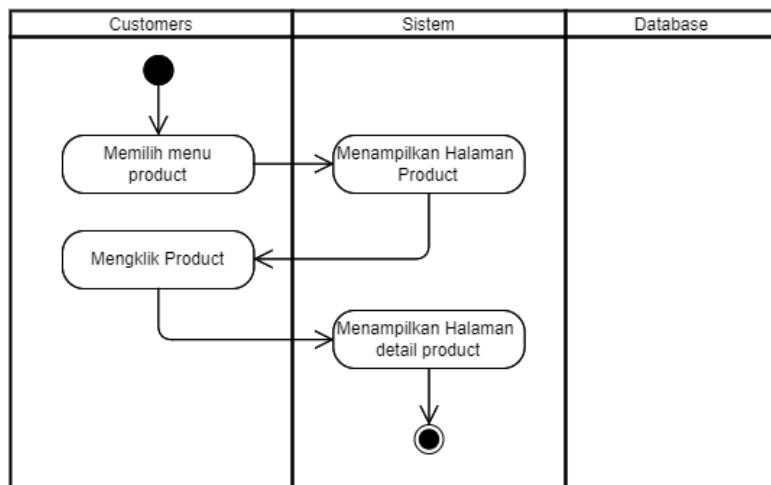 Customers
Sistem
Database
Memilih menu
product
Menampilkan Halaman
Product
Mengklik Product
Menampilkan Halaman
detail product